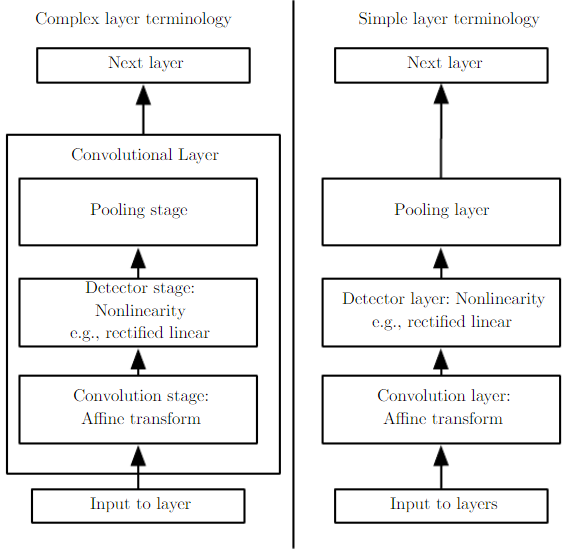 Complex layer terminology
Next layer
Convolutional Layer
Pooling stage
Detector stage:
Nonlinearity
e.g., rectified linear
Convolution stage:
Affine transform
Input to layer
Simple layer terminology
Next layer
Pooling layer
Detector layer: Nonlinearity
e.g., rectified linear
Convolution layer:
Affine transform
Input to layers